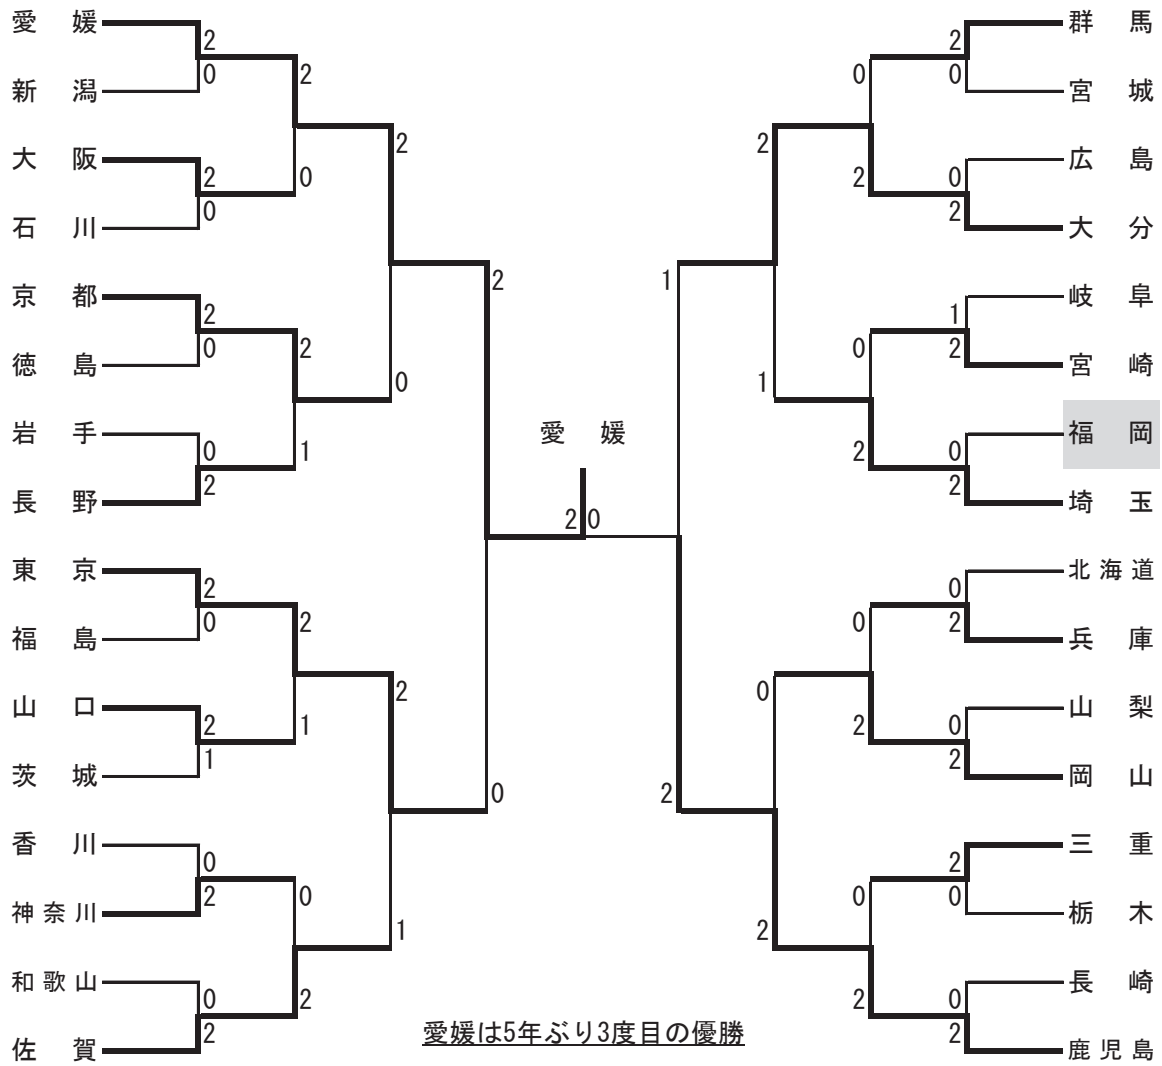 愛媛 群馬
2 2
0 2 0 0
新潟 宮城
大阪 広島
2 2
2 0 2 0
0 2
石川 大分
2 1
京都 岐阜
2 1
0 2 0 2
徳島 宮崎
0 1
岩手 愛媛 福岡
0 1 2 0
2 2
長野 埼玉
2 0
東京 北海道
2 0
0 2 0 2
福島 兵庫
2 0
山口 山梨
2 1 2 0
1 2
茨城 岡山
0 2
香川 三重
0 2
2 0 0 0
神奈川 栃木
1 2
和歌山 長崎
0 2 2 0
2 2
佐賀 鹿児島
愛媛は5年ぶり3度目の優勝